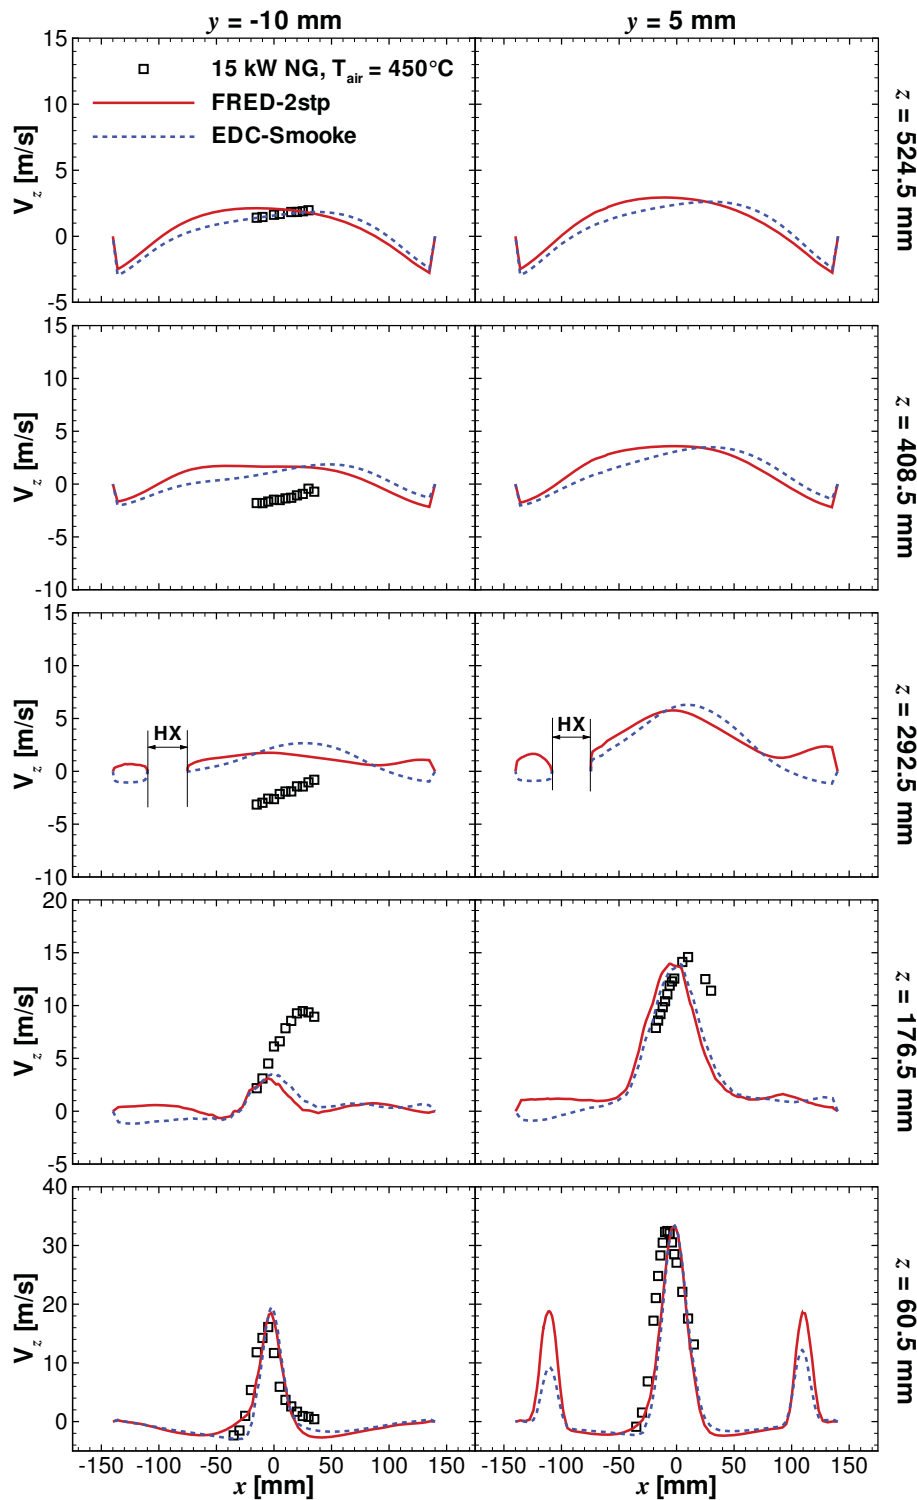 y = -10 mm
y = 5 mm
15 kW NG, T_air = 450°C
FRED-2stp
EDC-Smooke
V_z [m/s]
15
10
5
0
-5
z = 524.5 mm
V_z [m/s]
15
10
5
0
-5
-10
z = 408.5 mm
V_z [m/s]
15
10
5
0
-5
-10
HX
HX
z = 292.5 mm
V_z [m/s]
20
15
10
5
0
-5
z = 176.5 mm
V_z [m/s]
40
30
20
10
0
z = 60.5 mm
-150 -100 -50 0 50 100 150
-150 -100 -50 0 50 100 150
x [mm]
x [mm]